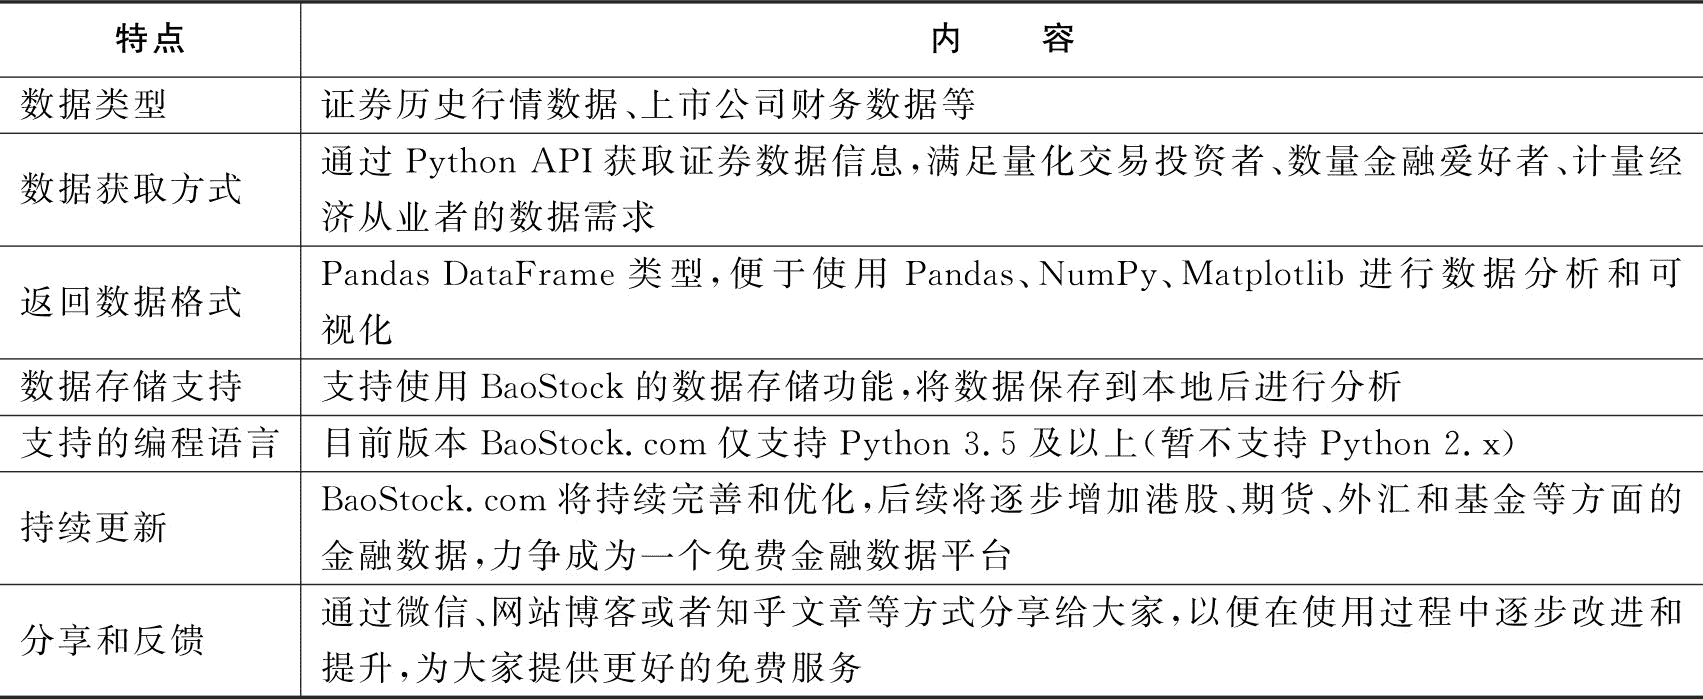 特点 内 容
数据类型 证券历史行情数据、上市公司财务数据等
数据获取方式 通过 Python API 获取证券数据信息,满足量化交易投资者、数量金融爱好者、计量经
济从业者的数据需求
返回数据格式 Pandas DataFrame 类型,便于使用 Pandas、NumPy、Matplotlib 进行数据分析和可
视化
数据存储支持 支持使用 BaoStock 的数据存储功能,将数据保存到本地后进行分析
支持的编程语言 目前版本 BaoStock.com 仅支持 Python 3.5 及以上(暂不支持 Python 2.x)
持续更新 BaoStock.com 将持续完善和优化,后续将逐步增加港股、期货、外汇和基金等方面的
金融数据,力争成为一个免费金融数据平台
分享和反馈 通过微信、网站博客或者知乎文章等方式分享给大家,以便在使用过程中逐步改进和
提升,为大家提供更好的免费服务